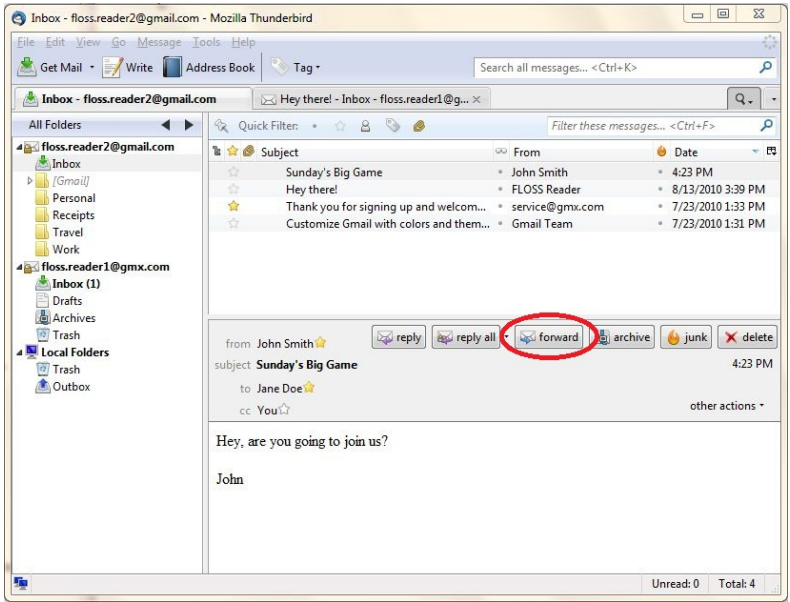 Inbox - floss.reader2@gmail.com - Mozilla Thunderbird
File Edit View Go Message Tools Help
Get Mail Write Address Book Tag Search all messages... <Ctrl+K>
Inbox - floss.reader2@gmail.com Hey there! - Inbox - floss.reader1@g...
All Folders Quick Filter: Filter these messages... <Ctrl+F>
floss.reader2@gmail.com Subject From Date
Inbox Sunday's Big Game John Smith 4:23 PM
[Gmail] Hey there! FLOSS Reader 8/13/2010 3:39 PM
Personal Thank you for signing up and welcom... service@gmx.com 7/23/2010 1:33 PM
Receipts Customize Gmail with colors and them... Gmail Team 7/23/2010 1:31 PM
Travel
Work
floss.reader1@gmx.com
Inbox (1)
Drafts
Archives
Trash
Local Folders
Trash
Outbox
reply reply all forward archive junk delete
from John Smith
subject Sunday's Big Game 4:23 PM
to Jane Doe
cc You other actions
Hey, are you going to join us?
John
Unread: 0 Total: 4